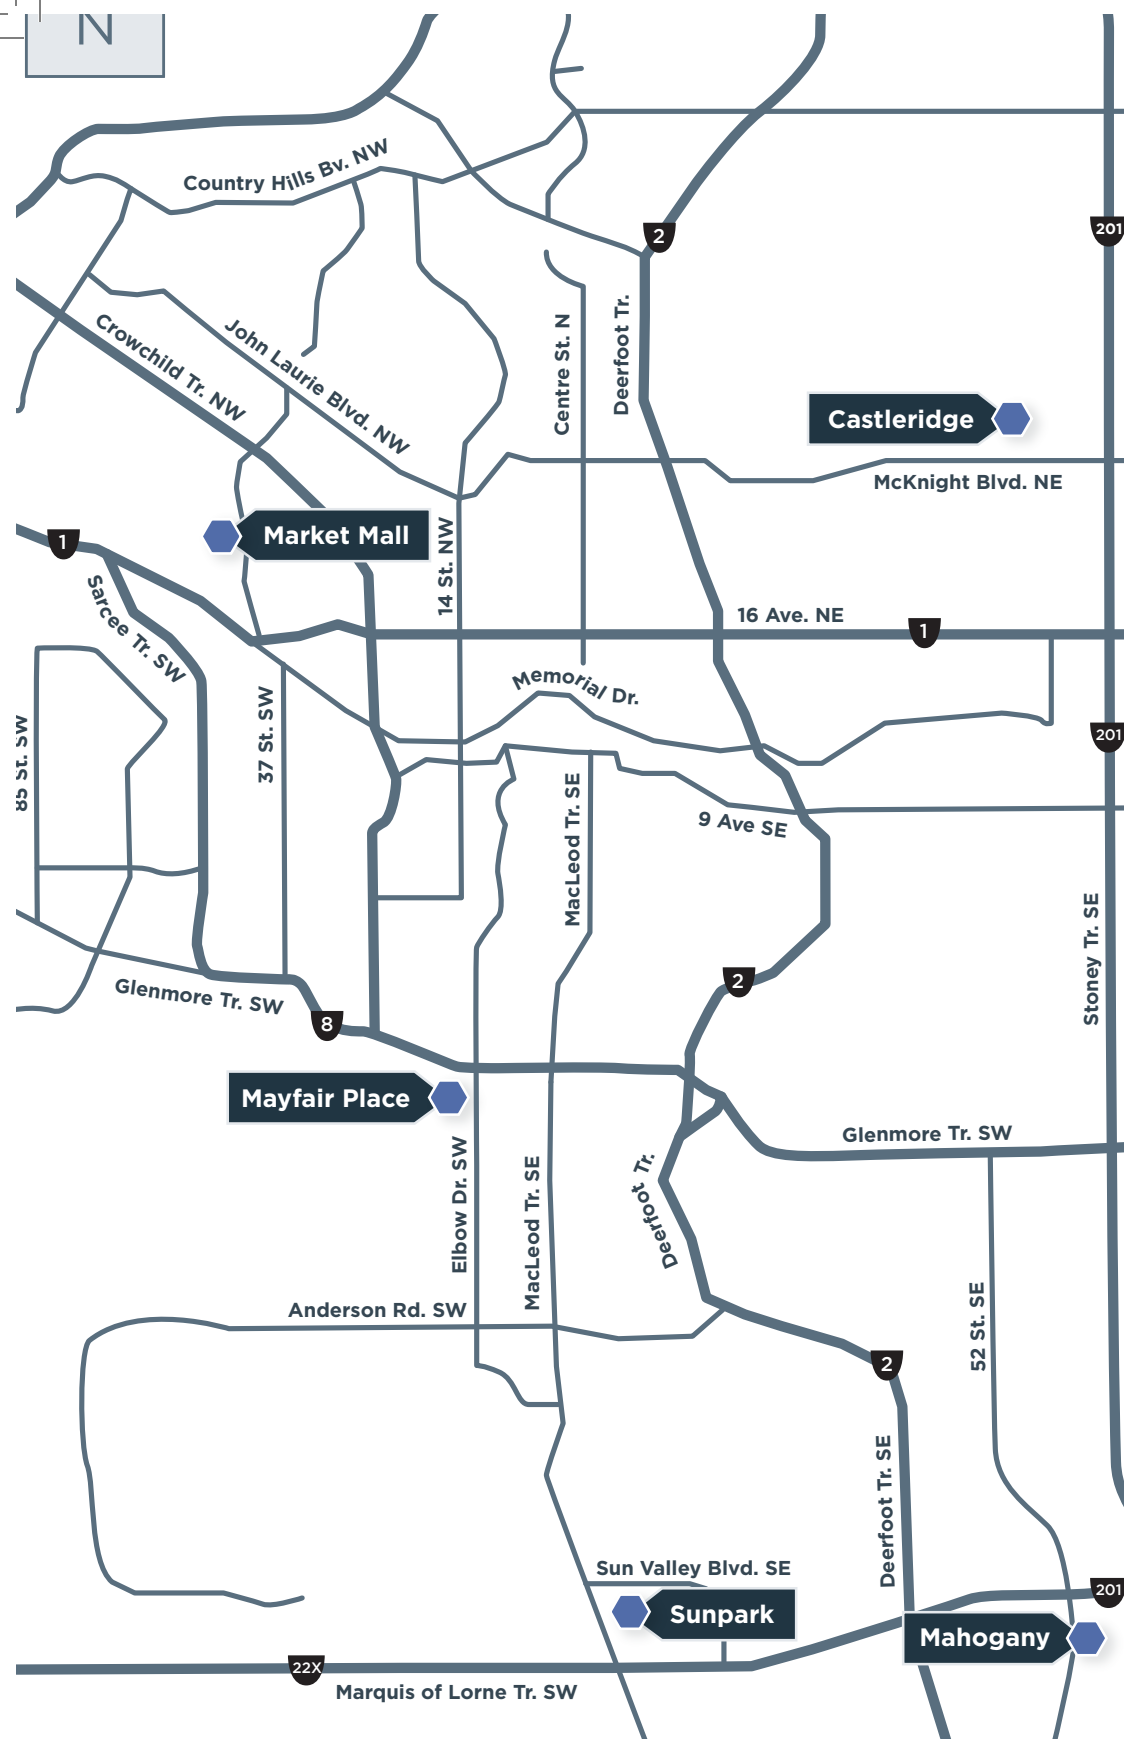 N
Country Hills Bv. NW
2
201
Crowchild Tr. NW
John Laurie Blvd. NW
Centre St. N
Deerfoot Tr.
Castleridge
McKnight Blvd. NE
Market Mall
1
14 St. NW
Sarcee Tr. SW
16 Ave. NE
1
Memorial Dr.
85 St. SW
37 St. SW
201
MacLeod Tr. SE
9 Ave SE
Stoney Tr. SE
Glenmore Tr. SW
2
8
Mayfair Place
Glenmore Tr. SW
Elbow Dr. SW
MacLeod Tr. SE
Deerfoot Tr.
Anderson Rd. SW
52 St. SE
2
Deerfoot Tr. SE
Sun Valley Blvd. SE
201
Sunpark
Mahogany
22X
Marquis of Lorne Tr. SW